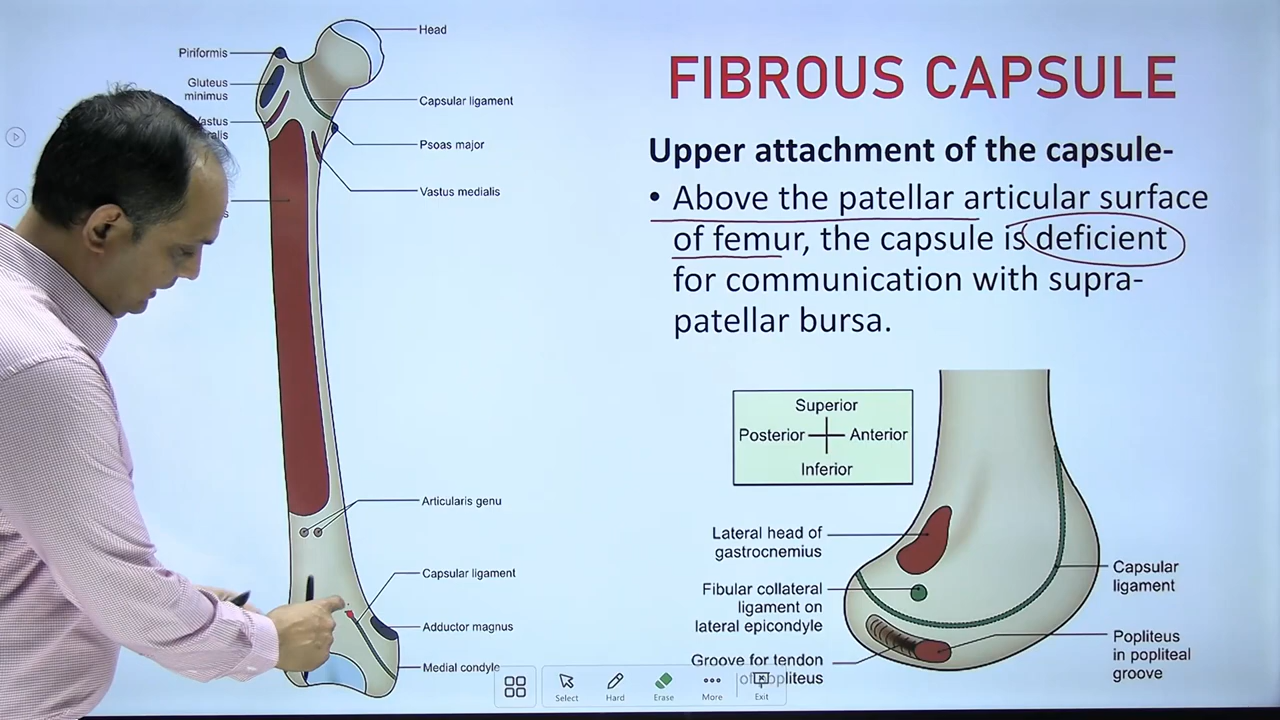 Head
Piriformis
Gluteus
minimus
Capsular ligament
Vastus
Psoas major
Vastus medialis
Articularis genu
Capsular ligament
Adductor magnus
Medial condyle
FIBROUS CAPSULE
Upper attachment of the capsule-
• Above the patellar articular surface
of femur, the capsule is deficient
for communication with supra-
patellar bursa.
Superior
Posterior Anterior
Inferior
Lateral head of
gastrocnemius
Fibular collateral
ligament on
lateral epicondyle
Groove for tendon
of popliteus
Capsular
ligament
Popliteus
in popliteal
groove
Select Hard Erase More Exit